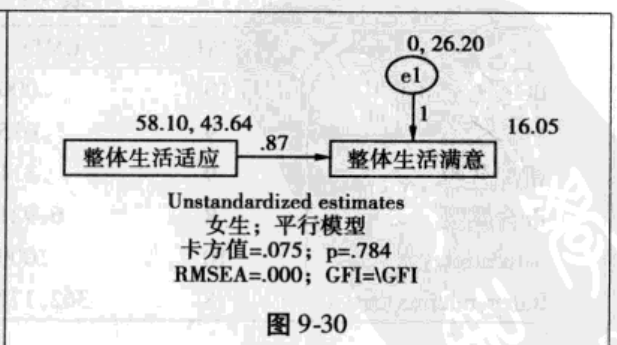 0, 26.20
e1
1
58.10, 43.64
16.05
.87
整体生活适应
整体生活满意
Unstandardized estimates
女生；平行模型
卡方值=.075；p=.784
RMSEA=.000；GFI=\GFI
图 9-30